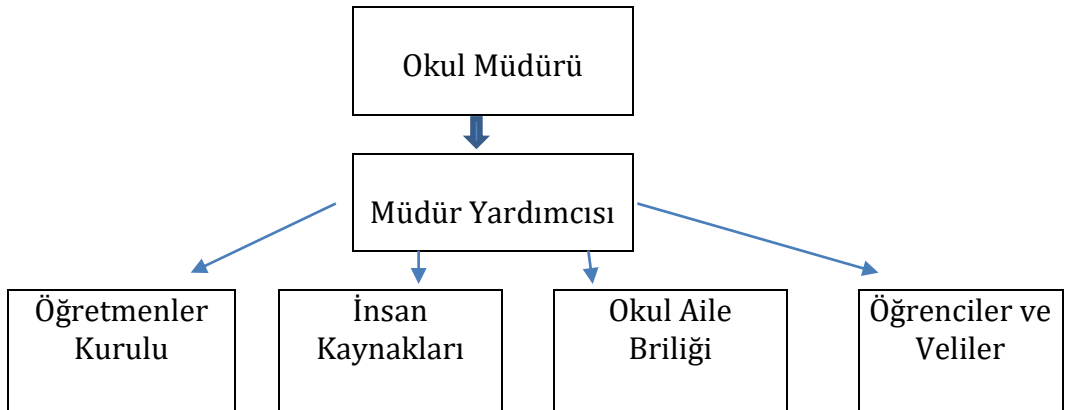 Okul Müdürü
Müdür Yardımcısı
Öğretmenler
Kurulu
İnsan
Kaynakları
Okul Aile
Briliği
Öğrenciler ve
Veliler